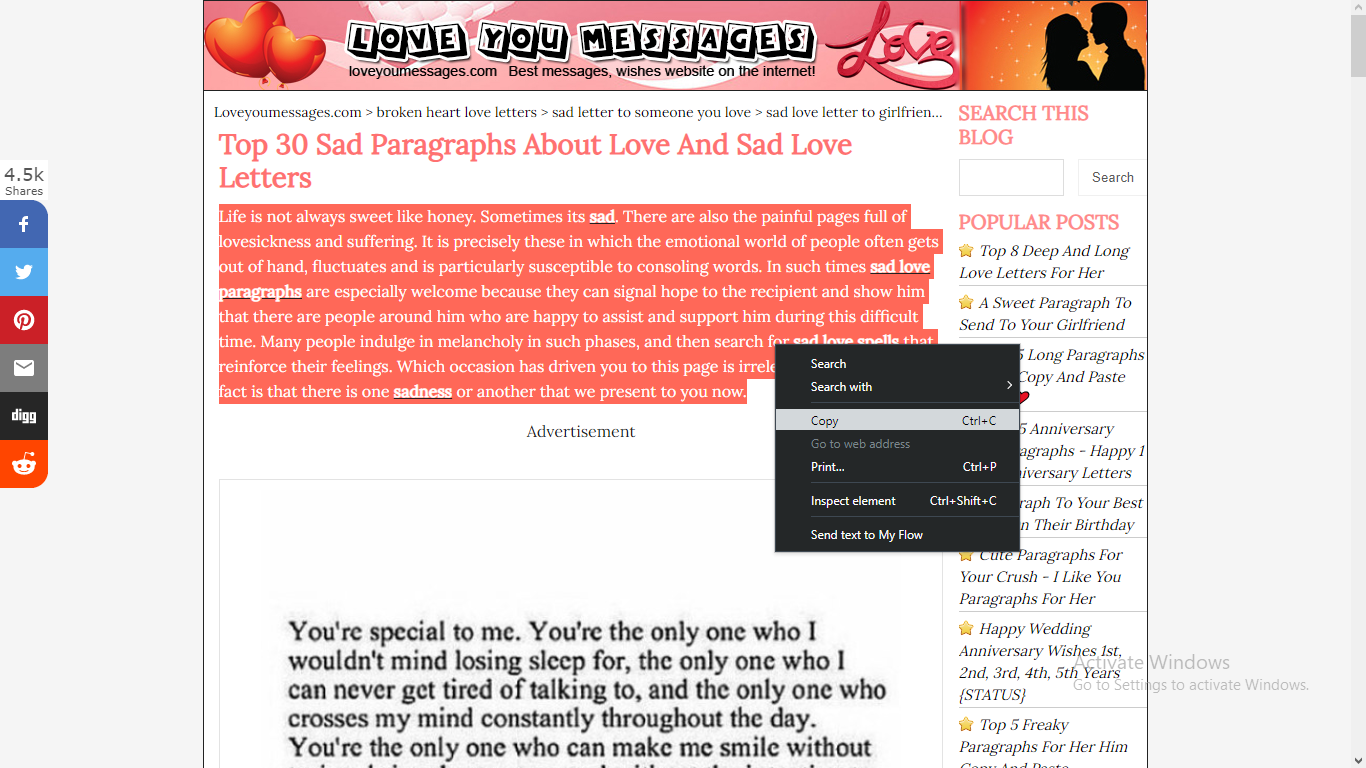 LOVE YOU MESSAGES
Love
loveyoumessages.com Best messages, wishes website on the internet!
Loveyoumessages.com > broken heart love letters > sad letter to someone you love > sad love letter to girlfrien...
Top 30 Sad Paragraphs About Love And Sad Love
Letters
4.5k
Shares
digg
Life is not always sweet like honey. Sometimes its sad. There are also the painful pages full of
lovesickness and suffering. It is precisely these in which the emotional world of people often gets
out of hand, fluctuates and is particularly susceptible to consoling words. In such times sad love
paragraphs are especially welcome because they can signal hope to the recipient and show him
that there are people around him who are happy to assist and support him during this difficult
time. Many people indulge in melancholy in such phases, and then search for sad love spells that
reinforce their feelings. Which occasion has driven you to this page is
fact is that there is one sadness or another that we present to you now.
Search
Search with
Copy Ctrl+C
Go to web address
Print... Ctrl+P
Inspect element Ctrl+Shift+C
Send text to My Flow
Advertisement
You're special to me. You're the only one who I
wouldn't mind losing sleep for, the only one who I
can never get tired of talking to, and the only one who
crosses my mind constantly throughout the day.
You're the only one who can make me smile without
SEARCH THIS
BLOG
Search
POPULAR POSTS
Top 8 Deep And Long
Love Letters For Her
A Sweet Paragraph To
Send To Your Girlfriend
5 Long Paragraphs
Copy And Paste
5 Anniversary
agraphs - Happy 1
iversary Letters
raph To Your Best
n Their Birthday
Cute Paragraphs For
Your Crush - I Like You
Paragraphs For Her
Happy Wedding
Anniversary Wishes 1st,
2nd, 3rd, 4th, 5th Years
{STATUS}
Top 5 Freaky
Paragraphs For Her Him
Copy And Paste
Activate Windows
Go to Settings to activate Windows.